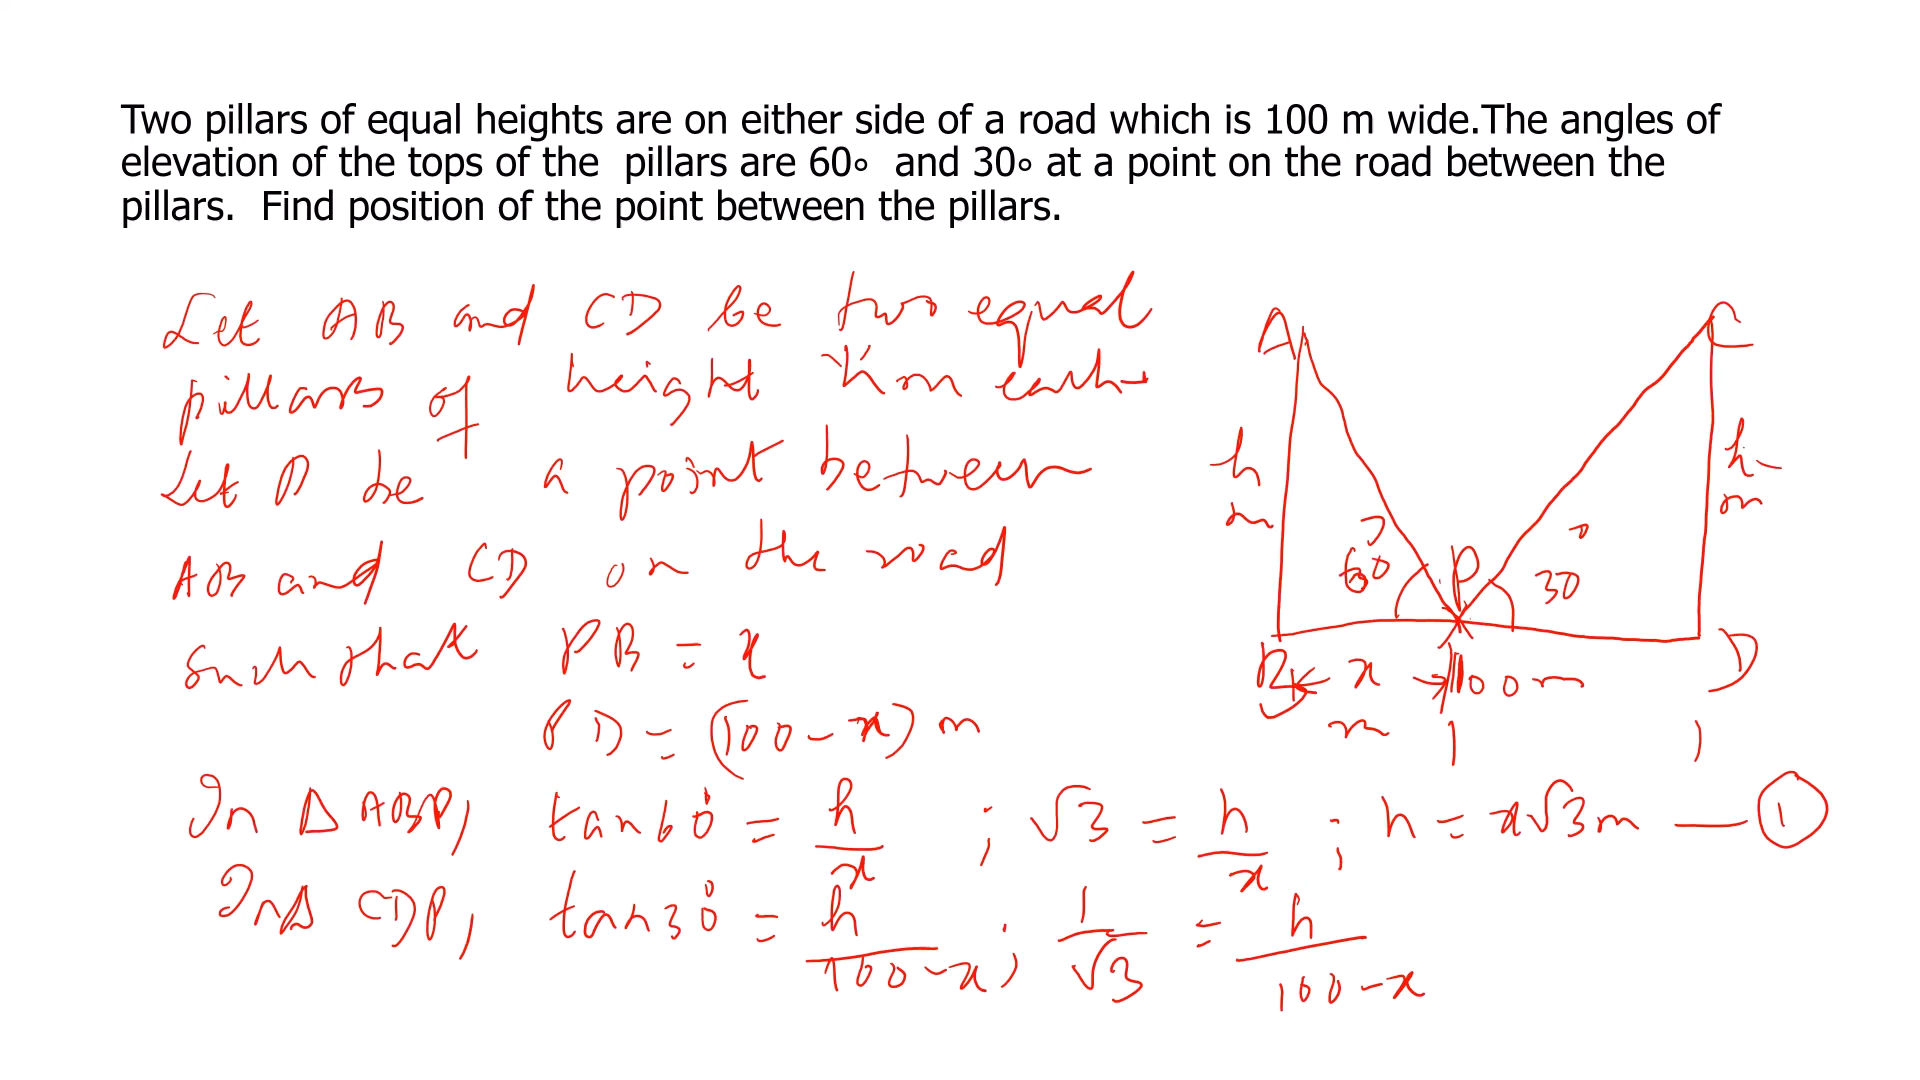 Two pillars of equal heights are on either side of a road which is 100 m wide.The angles of
elevation of the tops of the  pillars are 60∘  and 30∘ at a point on the road between the
pillars.  Find position of the point between the pillars.
Let AB and CD be two equal
pillars of height h m each
Let P be a point between
AB and CD on the road
such that PB = x
PD = (100 - x) m
In Δ ABP, tan 60° = h/x ; √3 = h/x ; h = x√3 m — ①
In Δ CDP, tan 30° = h/100-x ; 1/√3 = h/100-x
A C
h m h m
60° P 30°
B x m 100 m D